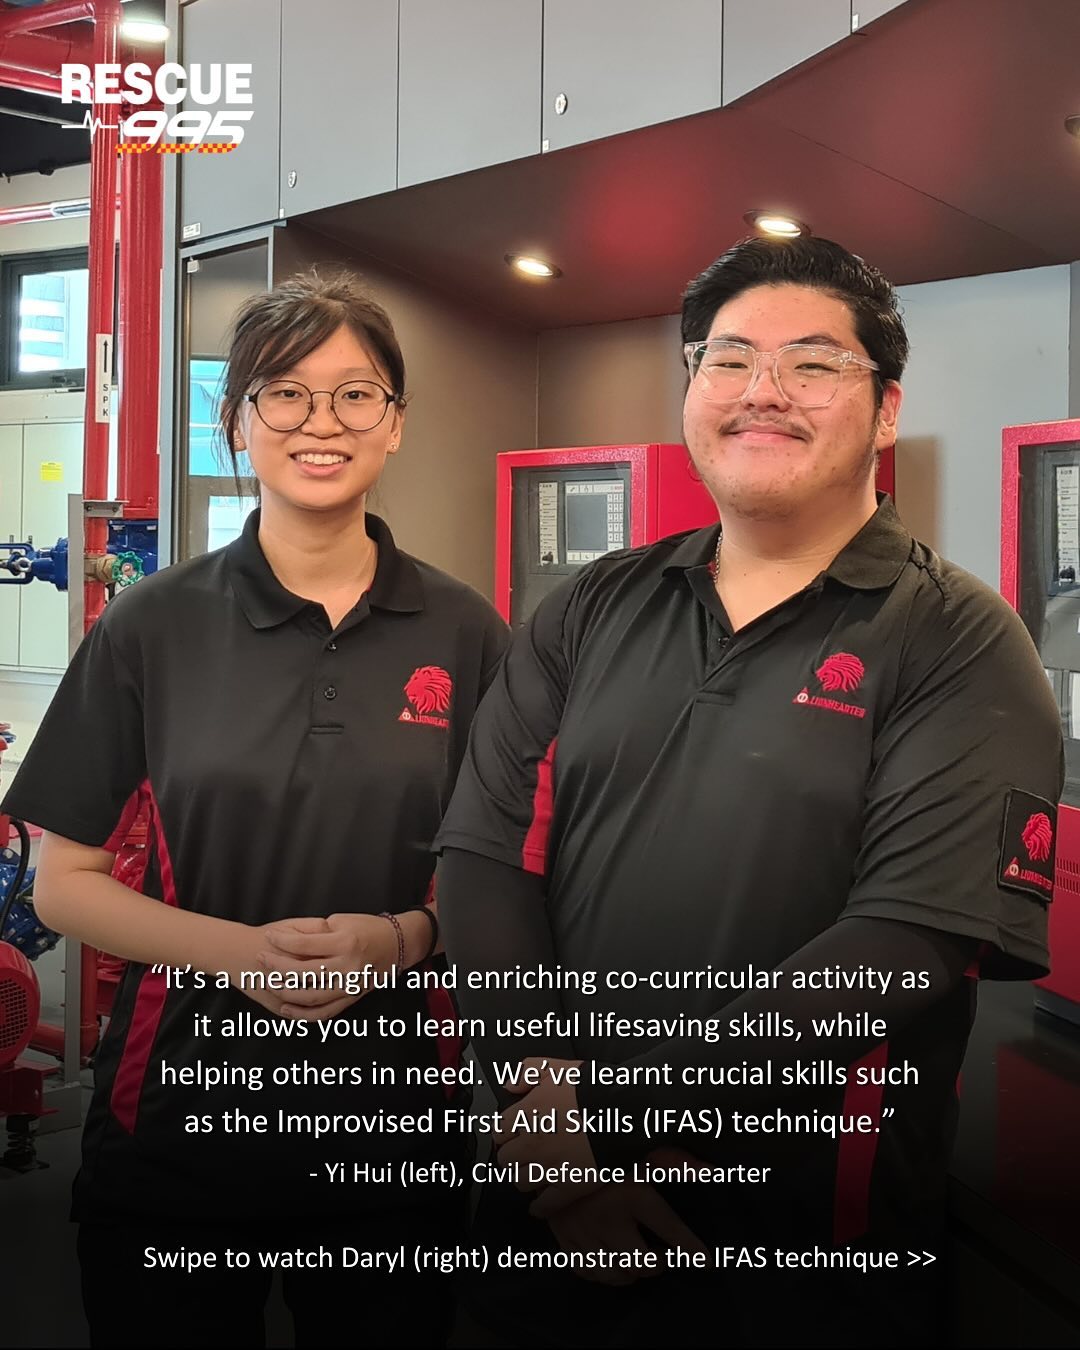 RESCUE
995
SPK
LIONHEARTER
LIONHEARTER
LIONHEARTER
“It’s a meaningful and enriching co-curricular activity as
it allows you to learn useful lifesaving skills, while
helping others in need. We’ve learnt crucial skills such
as the Improvised First Aid Skills (IFAS) technique.”
- Yi Hui (left), Civil Defence Lionhearter
Swipe to watch Daryl (right) demonstrate the IFAS technique >>